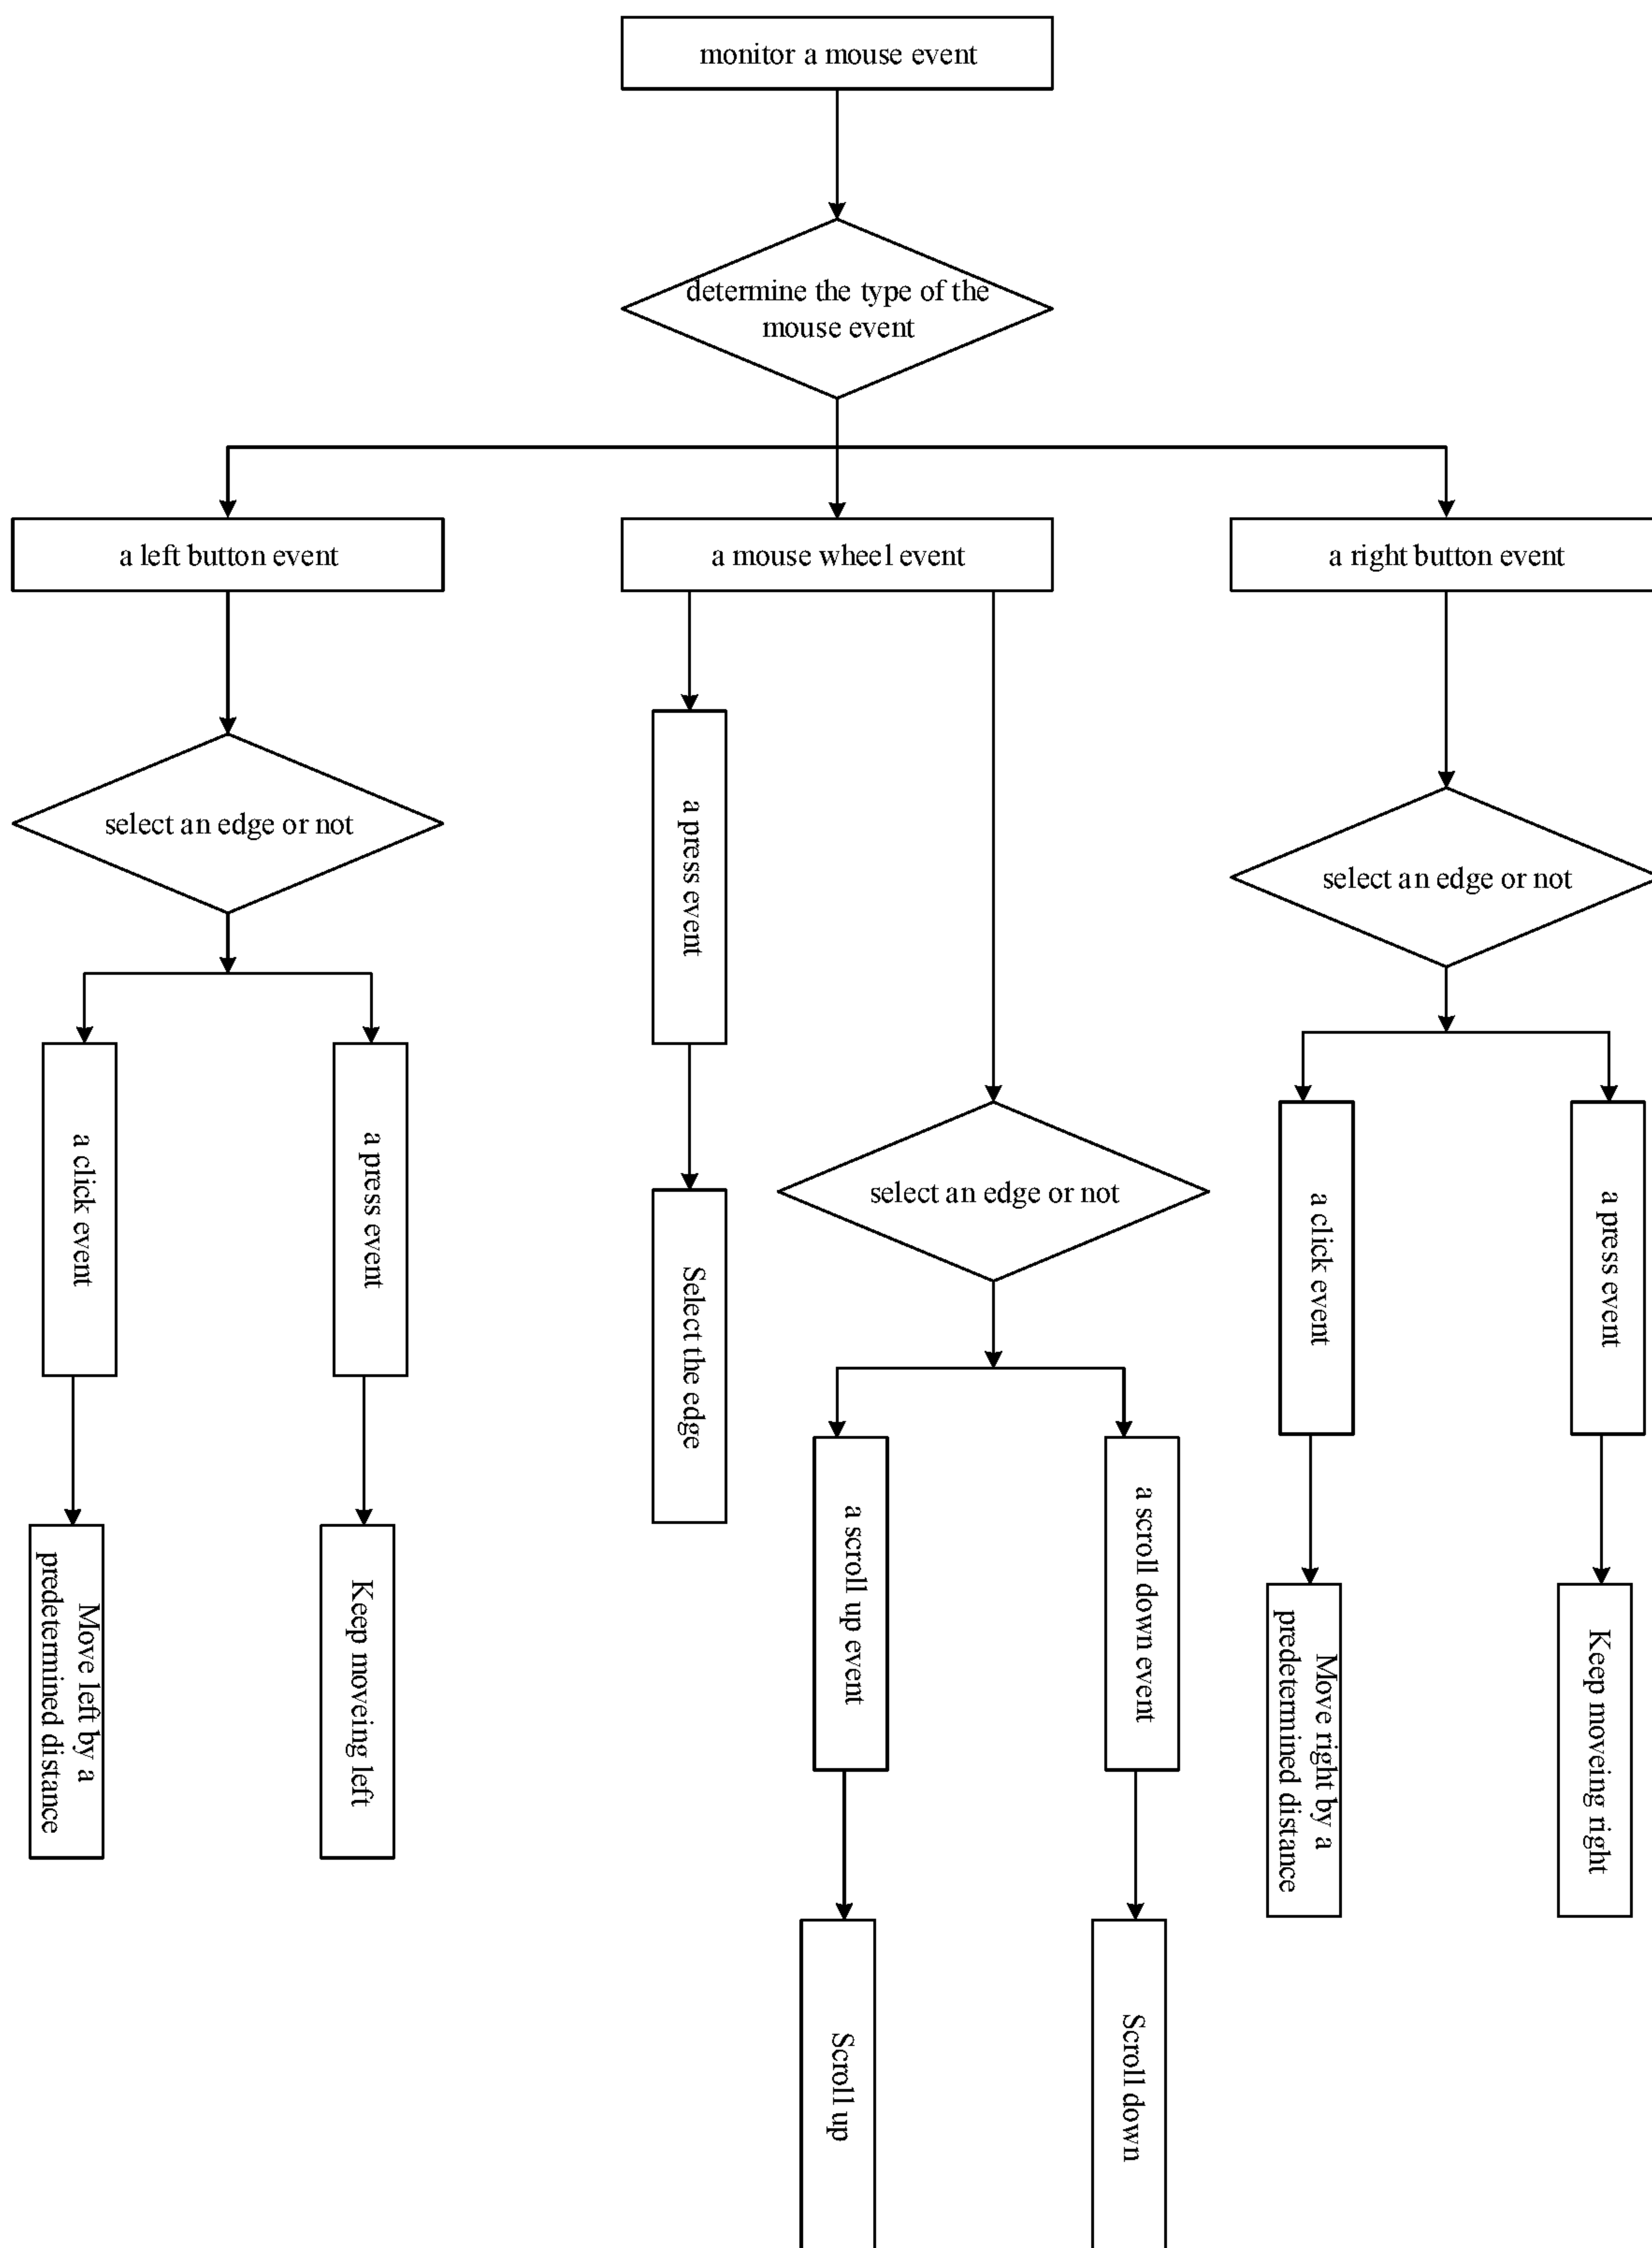 monitor a mouse event
determine the type of the
mouse event
a left button event
a mouse wheel event
a right button event
select an edge or not
a press event
select an edge or not
a click event
a press event
Select the edge
select an edge or not
a click event
a press event
Move left by a
predetermined distance
Keep moveing left
a scroll up event
a scroll down event
Move right by a
predetermined distance
Keep moveing right
Scroll up
Scroll down